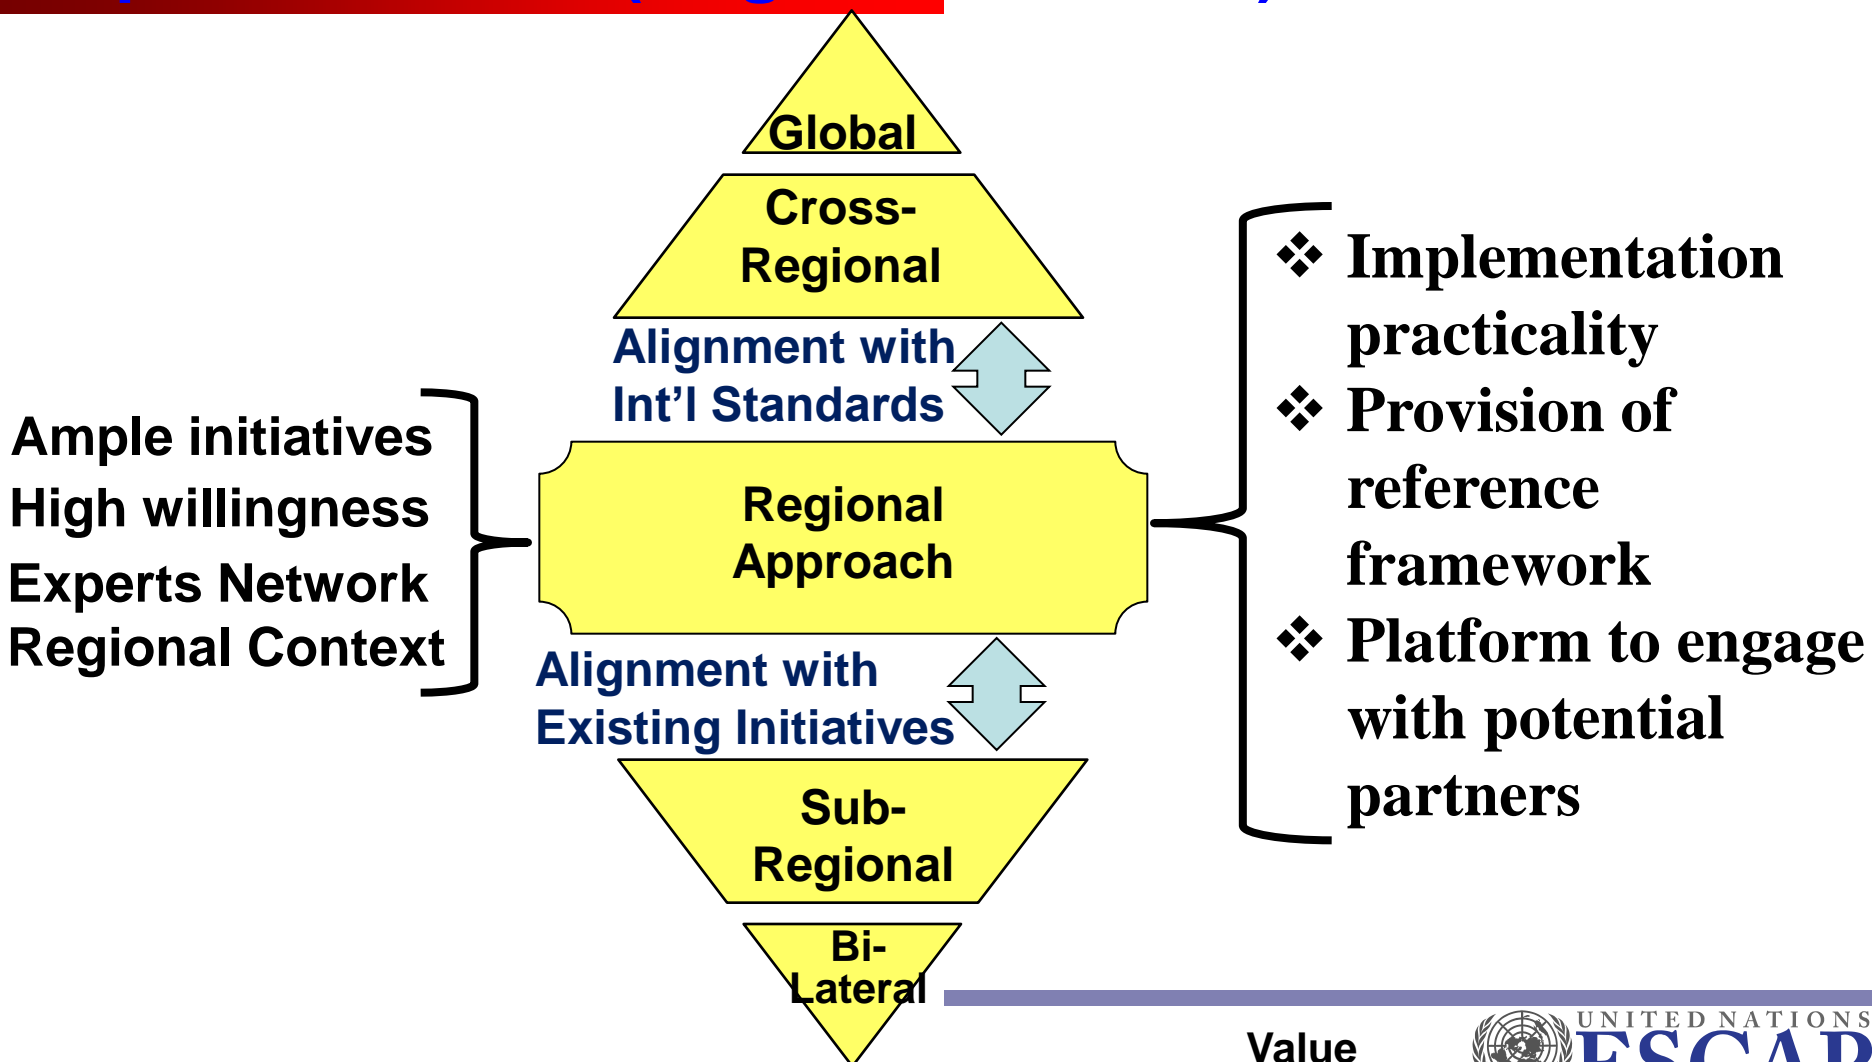 Global
Cross-
Regional
Alignment with
Int'l Standards
Ample initiatives
High willingness
Experts Network
Regional Context
Regional
Approach
❖ Implementation
practicality
❖ Provision of
reference
framework
❖ Platform to engage
with potential
partners
Alignment with
Existing Initiatives
Sub-
Regional
Bi-
Lateral
Value
UNITED NATIONS
ESCAP